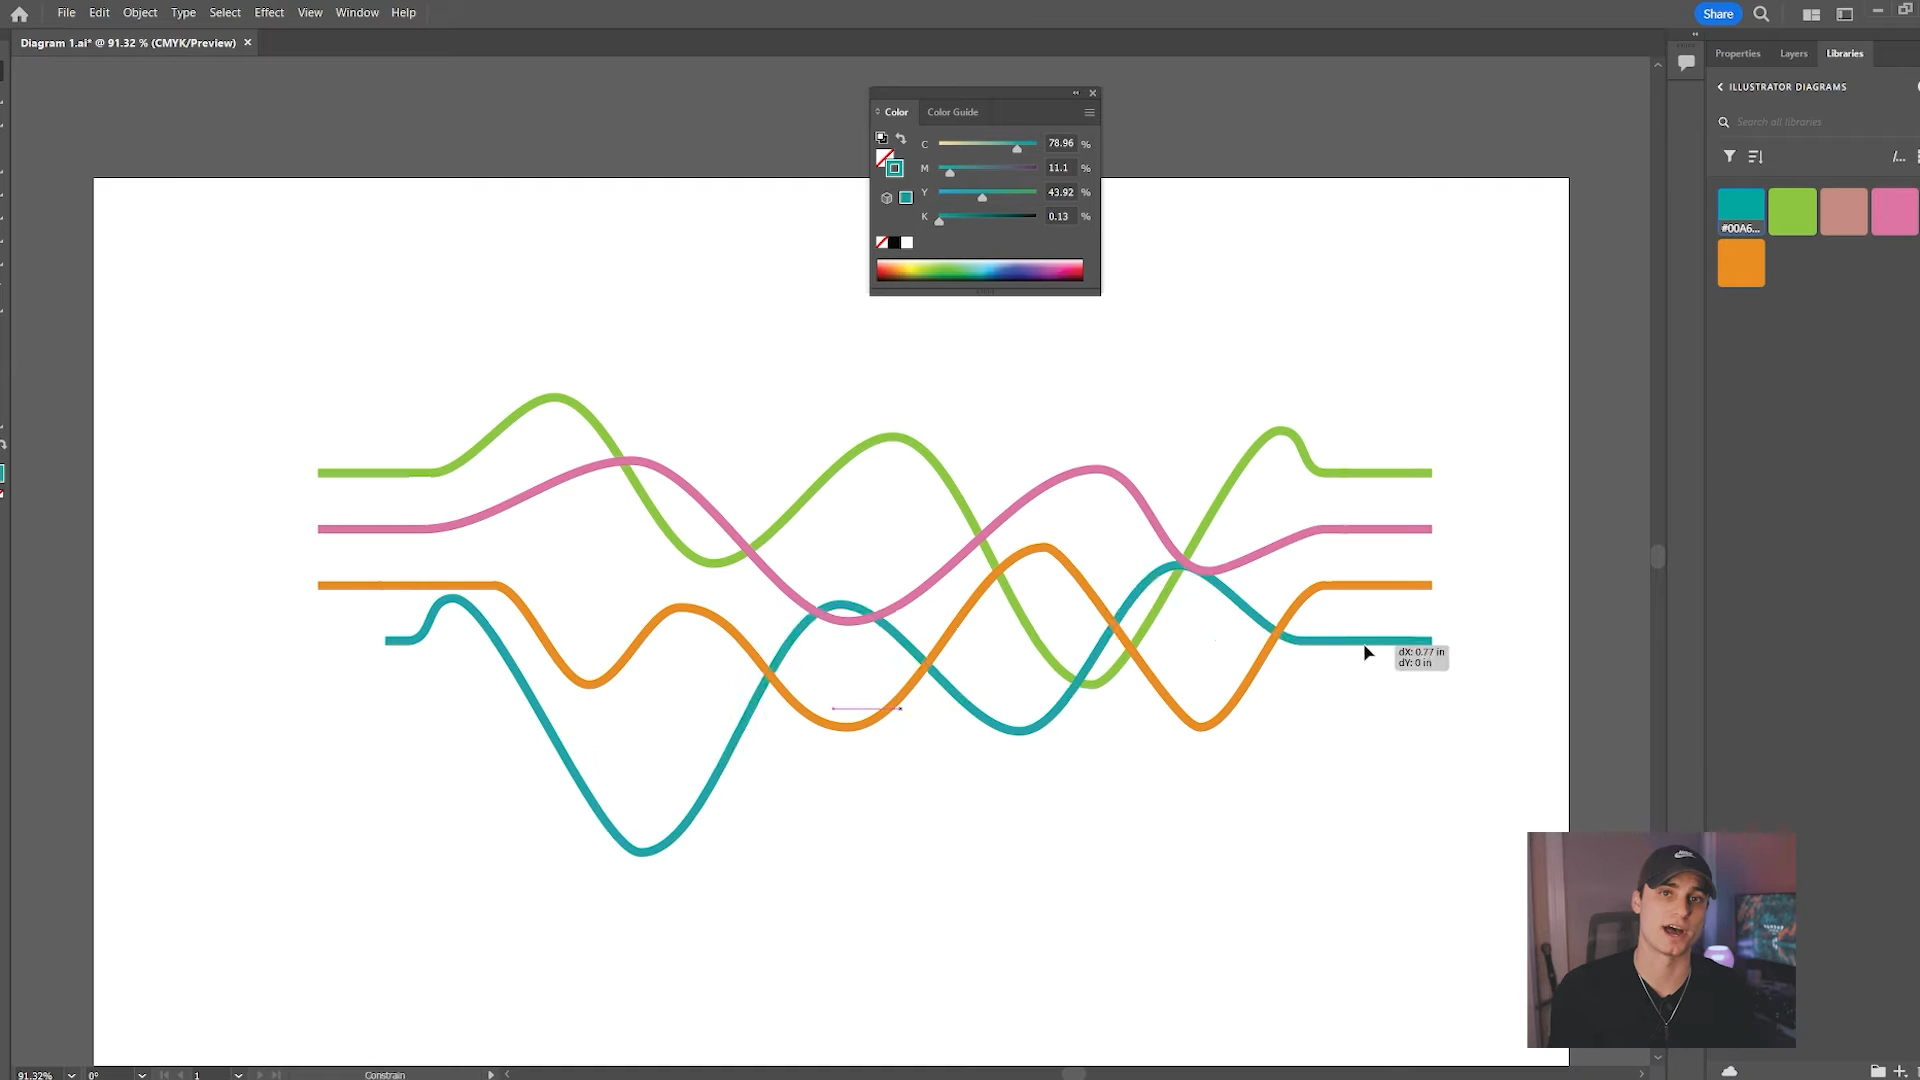 File Edit Object Type Select Effect View Window Help
Share
Diagram 1.ai* @ 91.32 % (CMYK/Preview) ×
Properties Layers Libraries
ILLUSTRATOR DIAGRAMS
Search all libraries
/...
#00A6...
Color Color Guide
C 78.96 %
M 11.1 %
Y 43.92 %
K 0.13 %
dX: 0.77 in
dY: 0 in
91.32% 0° 1 Constrain